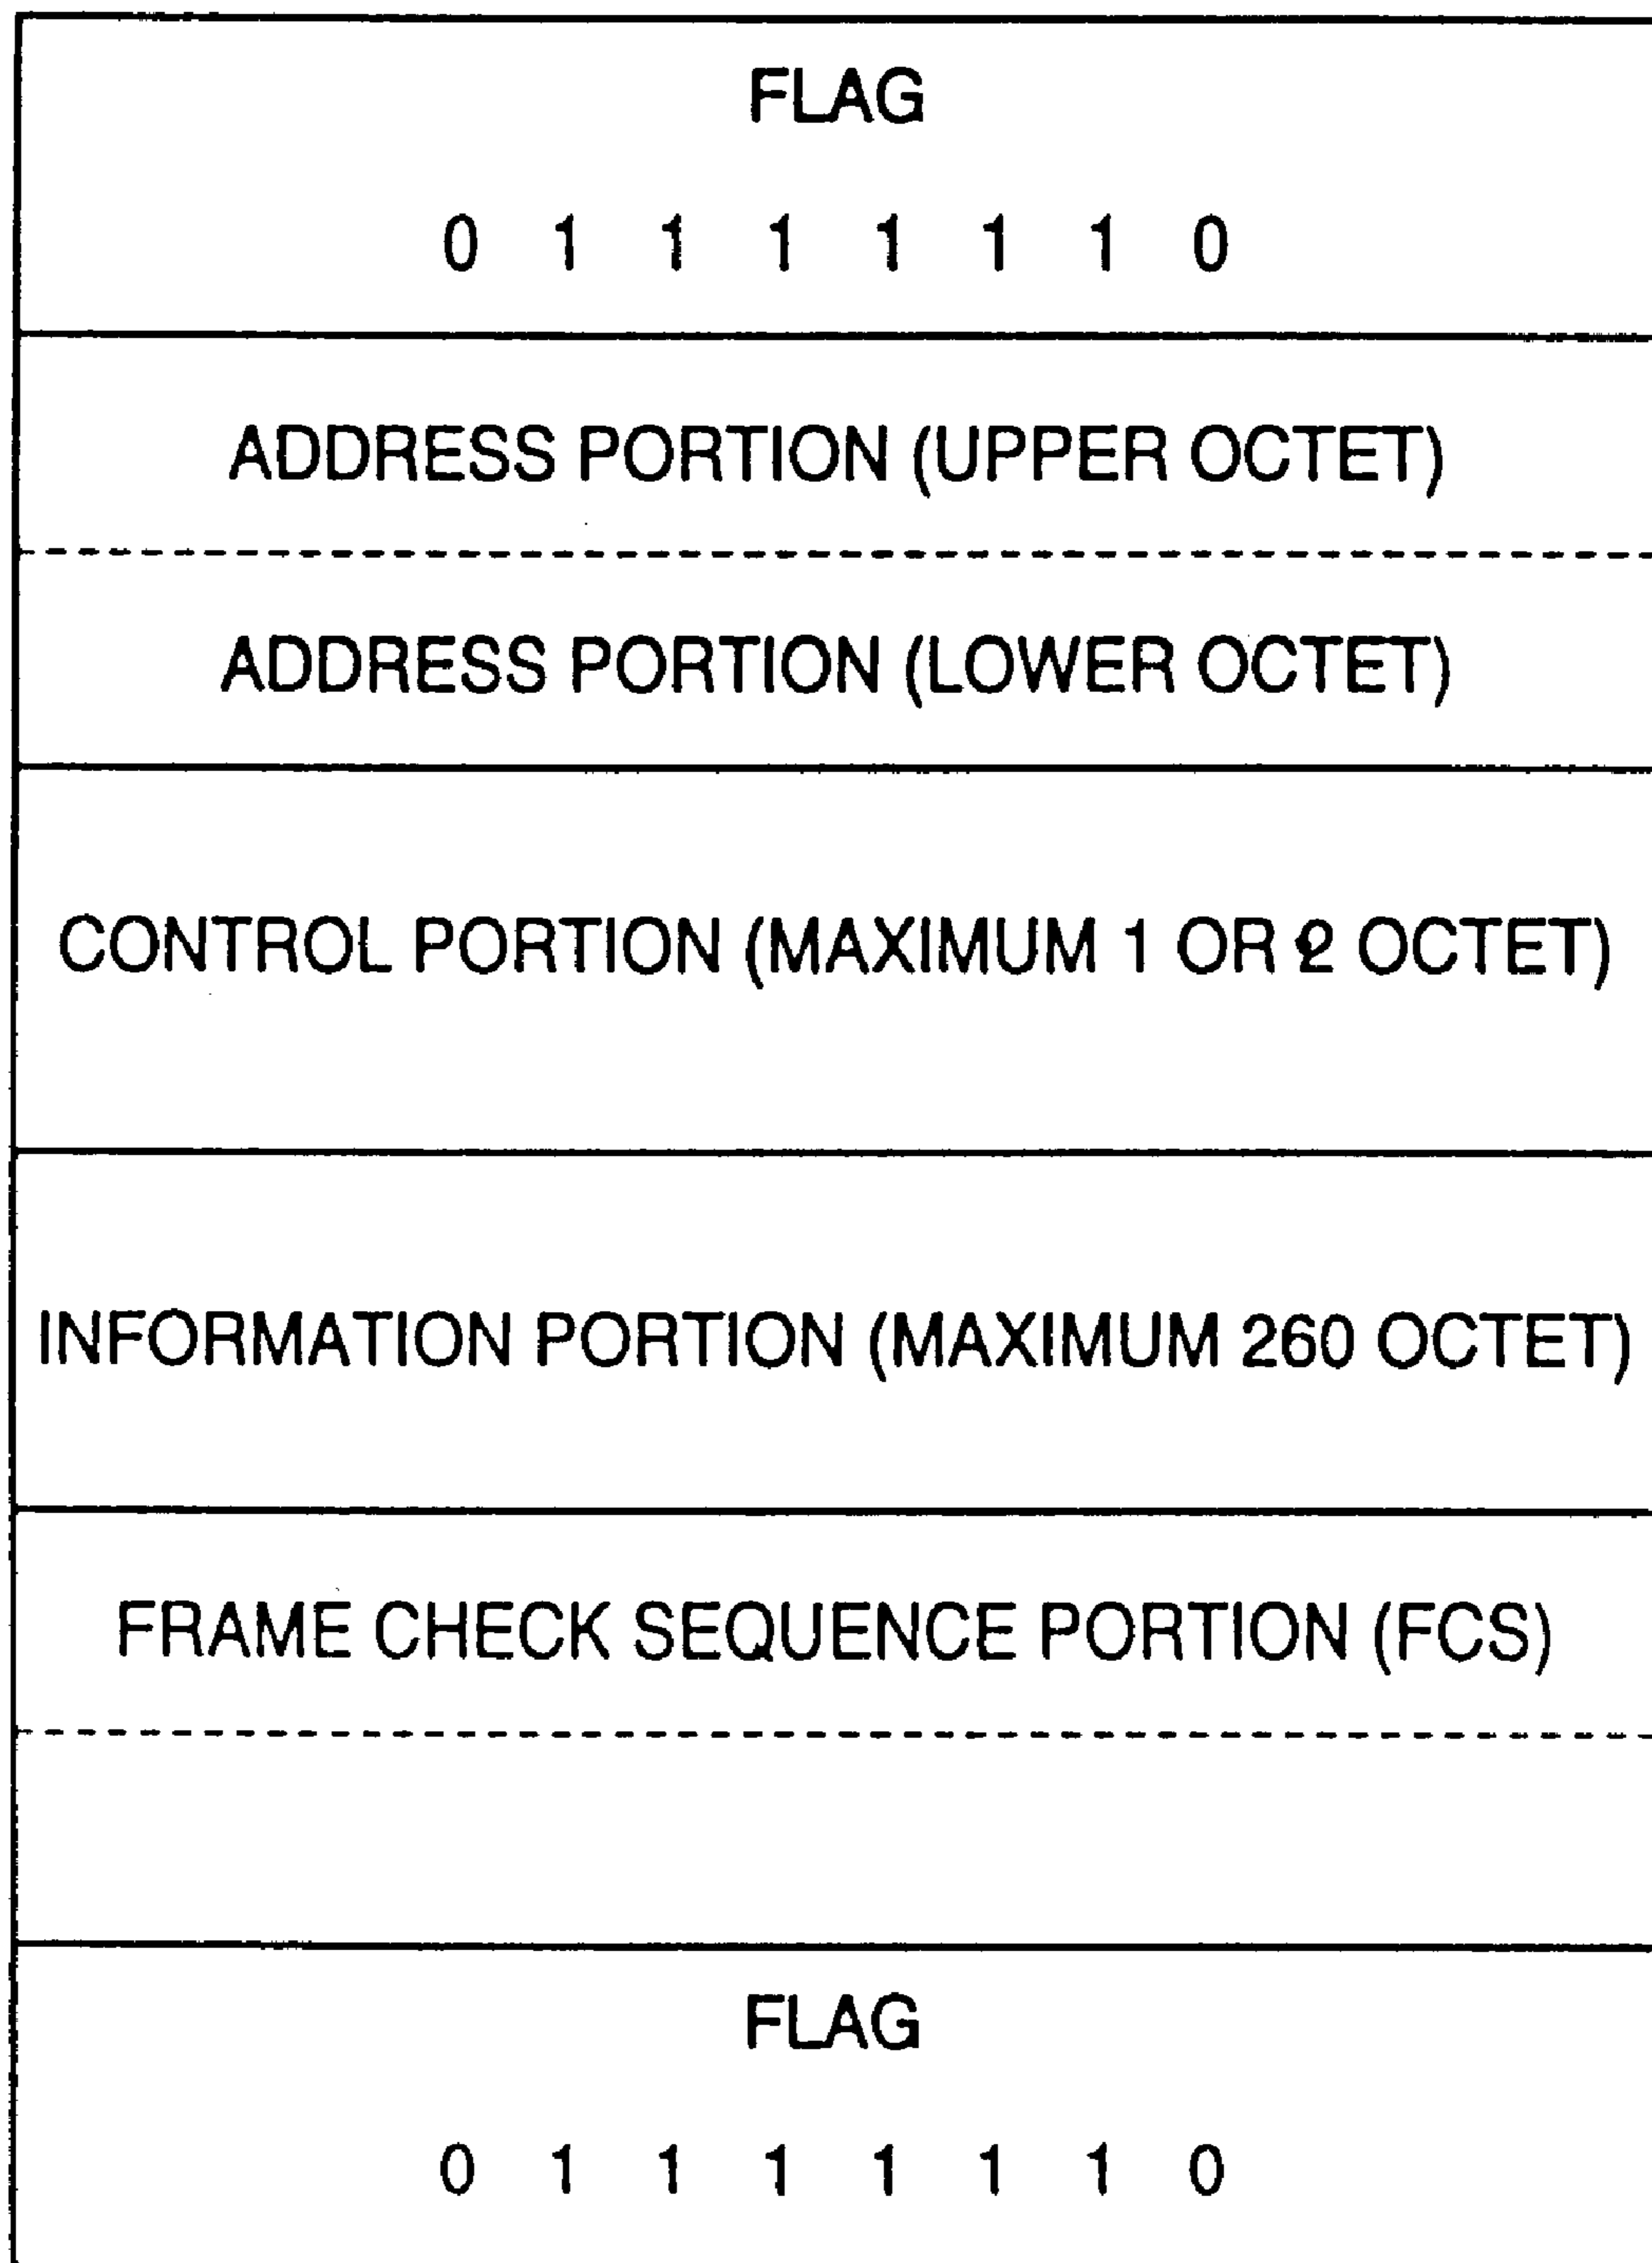 FLAG
0 1 1 1 1 1 1 0
ADDRESS PORTION (UPPER OCTET)
ADDRESS PORTION (LOWER OCTET)
CONTROL PORTION (MAXIMUM 1 OR 2 OCTET)
INFORMATION PORTION (MAXIMUM 260 OCTET)
FRAME CHECK SEQUENCE PORTION (FCS)
FLAG
0 1 1 1 1 1 1 0